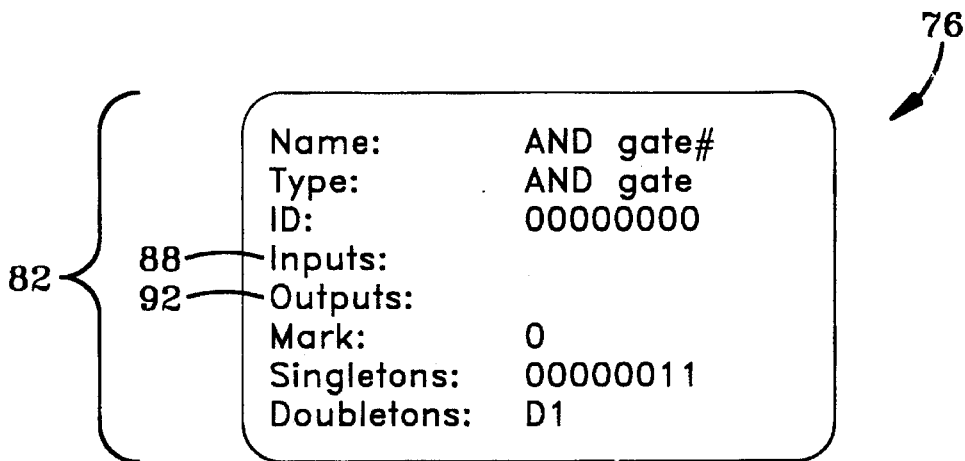 76
Name: AND gate#
Type: AND gate
ID: 00000000
88 Inputs:
82
92 Outputs:
Mark: 0
Singletons: 00000011
Doubletons: D1